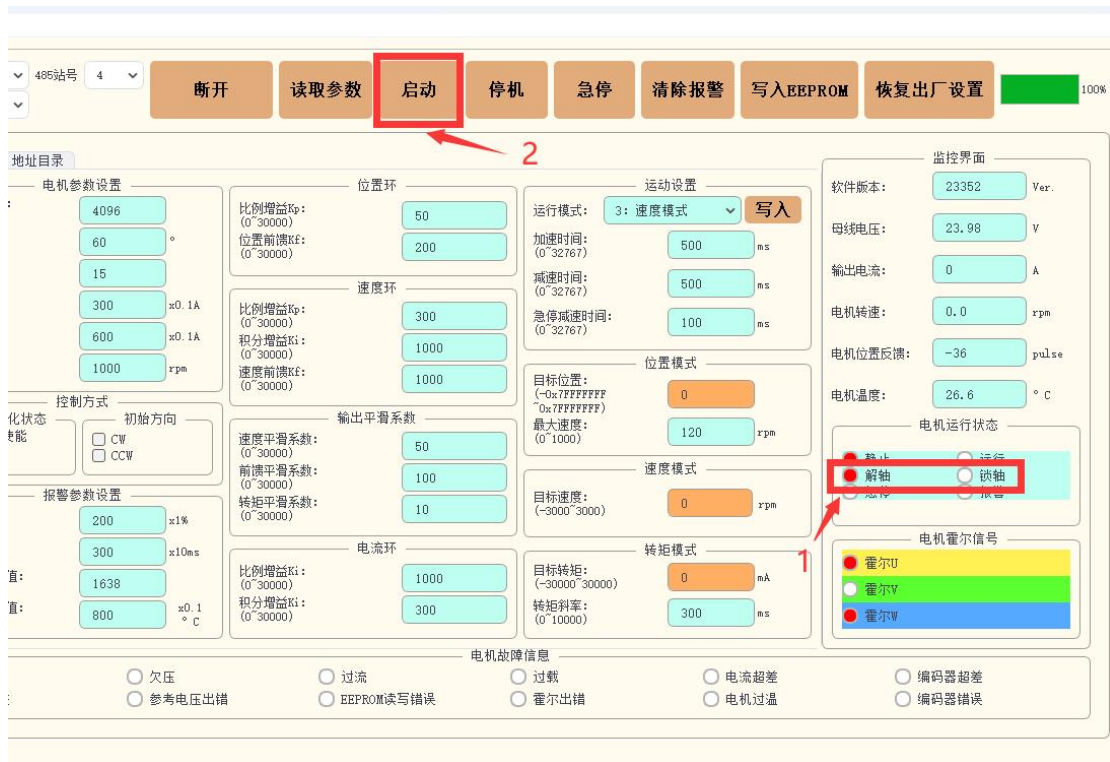 485站号 4
断开 读取参数 启动 停机 急停 清除报警 写入EEPROM 恢复出厂设置 100%
2
地址目录
电机参数设置
4096
60 °
15
300 x0.1A
600 x0.1A
1000 rpm
控制方式
化状态 初始方向
使能
CW
CCW
报警参数设置
200 x1%
300 x10ms
值: 1638
值: 800 x0.1 °C
位置环
比例增益Kp: (0~30000) 50
位置前馈Kf: (0~30000) 200
速度环
比例增益Kp: (0~30000) 300
积分增益Ki: (0~30000) 1000
速度前馈Kf: (0~30000) 1000
输出平滑系数
速度平滑系数: (0~30000) 50
前馈平滑系数: (0~30000) 100
转矩平滑系数: (0~30000) 10
电流环
比例增益Ki: (0~30000) 1000
积分增益Ki: (0~30000) 300
运动设置
运行模式: 3: 速度模式 写入
加速时间: (0~32767) 500 ms
减速时间: (0~32767) 500 ms
急停减速时间: (0~32767) 100 ms
位置模式
目标位置: (-0x7FFFFFFF ~0x7FFFFFFF) 0
最大速度: (0~1000) 120 rpm
速度模式
目标速度: (-3000~3000) 0 rpm
转矩模式
目标转矩: (-30000~30000) 0 mA
转矩斜率: (0~10000) 300 ms
监控界面
软件版本: 23352 Ver.
母线电压: 23.98 V
输出电流: 0 A
电机转速: 0.0 rpm
电机位置反馈: -36 pulse
电机温度: 26.6 °C
电机运行状态
静止 运行
解轴 锁轴
急停 报警
1
电机霍尔信号
霍尔U
霍尔V
霍尔W
电机故障信息
欠压 过流 过载 电流超差 编码器超差
参考电压出错 EEPROM读写错误 霍尔出错 电机过温 编码器错误